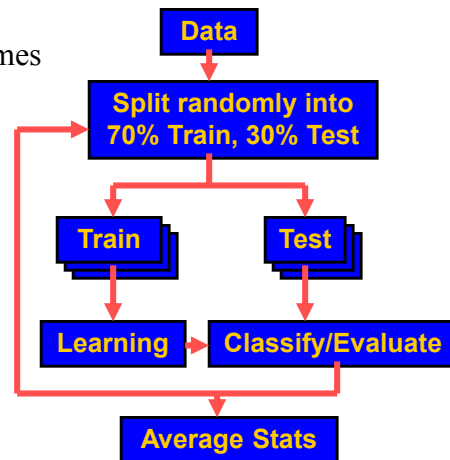 Data
mes
Split randomly into
70% Train, 30% Test
Train
Test
Learning
Classify/Evaluate
Average Stats